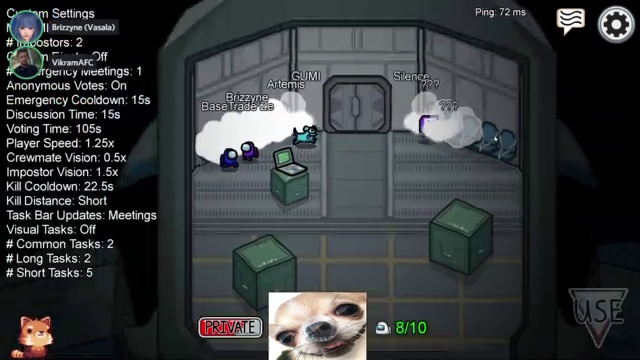 Custom Settings
Brizzyne (Vasala)
# Impostors: 2
Off
VikramAFC
# Emergency Meetings: 1
Anonymous Votes: On
Emergency Cooldown: 15s
Discussion Time: 15s
Voting Time: 105s
Player Speed: 1.25x
Crewmate Vision: 0.5x
Impostor Vision: 1.5x
Kill Cooldown: 22.5s
Kill Distance: Short
Task Bar Updates: Meetings
Visual Tasks: Off
# Common Tasks: 2
# Long Tasks: 2
# Short Tasks: 5
Ping: 72 ms
GUMI
Artemis
Brizzyne
BaseTrade
Silence
???
???
USE
PRIVATE
8/10